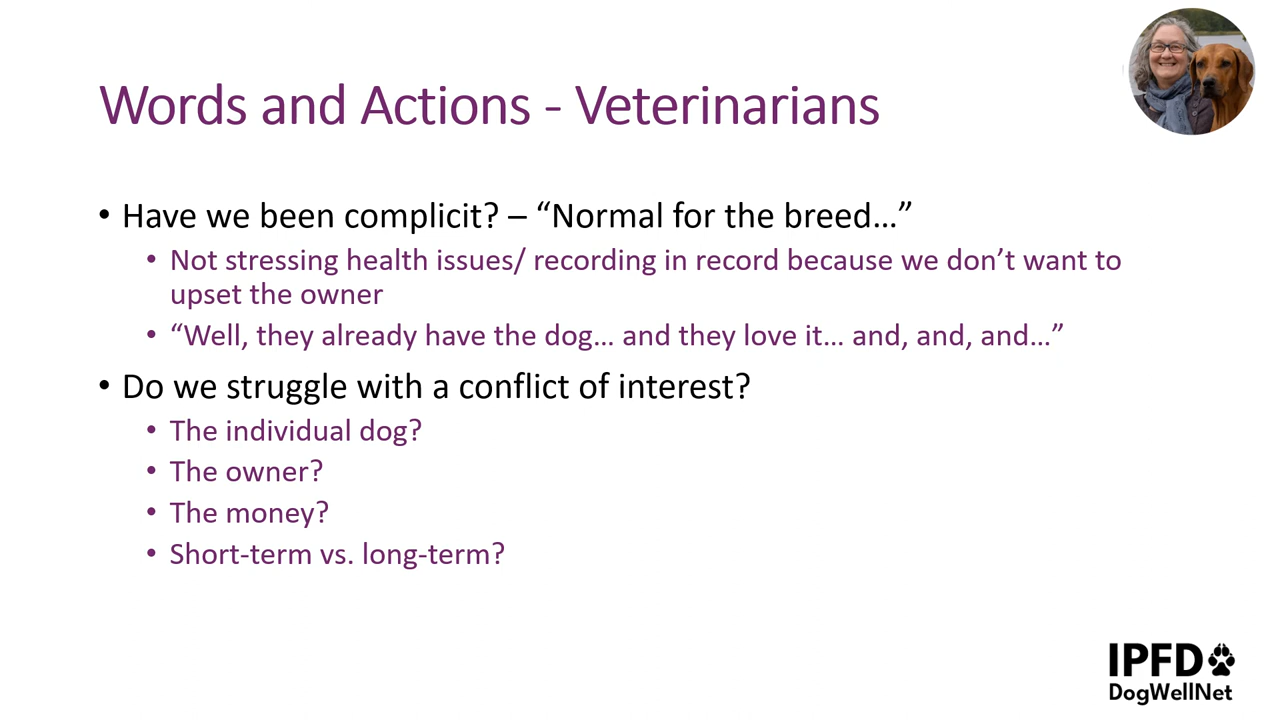 Words and Actions - Veterinarians
• Have we been complicit? – “Normal for the breed…”
• Not stressing health issues/ recording in record because we don’t want to
upset the owner
• “Well, they already have the dog… and they love it… and, and, and…”
• Do we struggle with a conflict of interest?
• The individual dog?
• The owner?
• The money?
• Short-term vs. long-term?
IPFD
DogWellNet